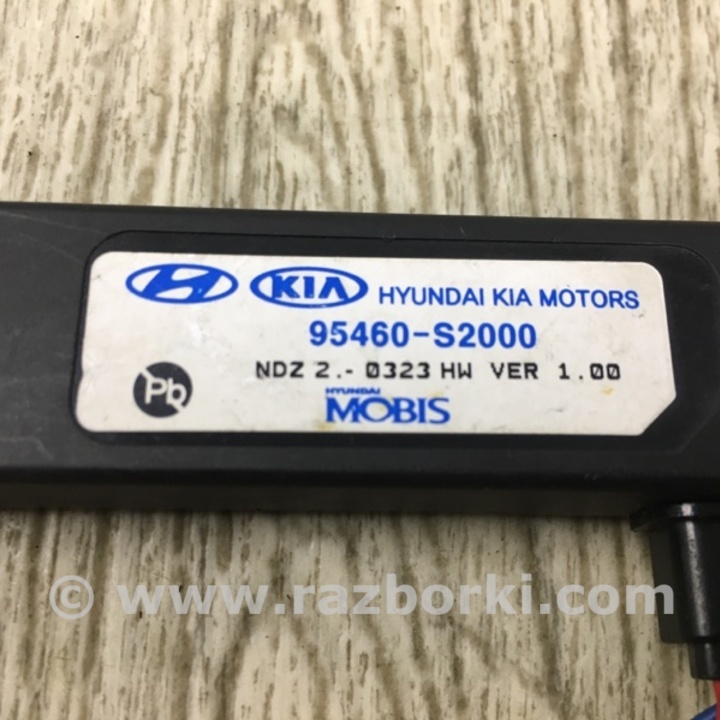 KIA HYUNDAI KIA MOTORS
95460-S2000
NDZ 2.- 0323 HW VER 1.00
Pb
HYUNDAI
MOBIS
© www.razborki.com